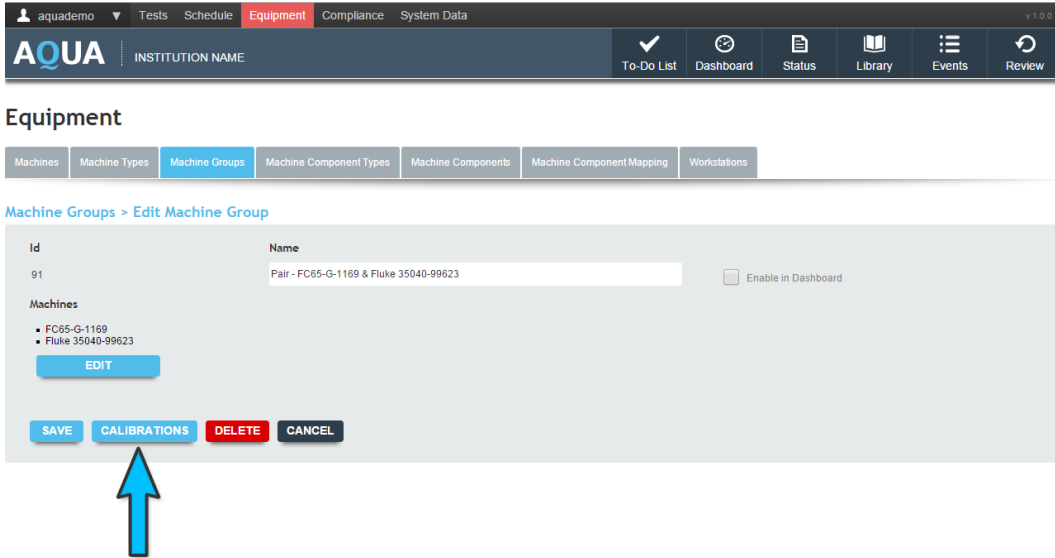 aquademo ▼ Tests Schedule Equipment Compliance System Data v 1.0.0
AQUA INSTITUTION NAME To-Do List Dashboard Status Library Events Review
Equipment
Machines Machine Types Machine Groups Machine Component Types Machine Components Machine Component Mapping Workstations
Machine Groups > Edit Machine Group
Id Name
91 Pair - FC65-G-1169 & Fluke 35040-99623 Enable in Dashboard
Machines
▪ FC65-G-1169
▪ Fluke 35040-99623
EDIT
SAVE CALIBRATIONS DELETE CANCEL